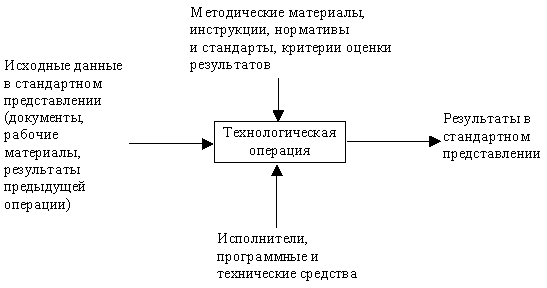 Методические материалы,
инструкции, нормативы
и стандарты, критерии оценки
результатов
Исходные данные
в стандартном
представлении
(документы,
рабочие
материалы,
результаты
предыдущей
операции)
Технологическая
операция
Результаты в
стандартном
представлении
Исполнители,
программные и
технические средства